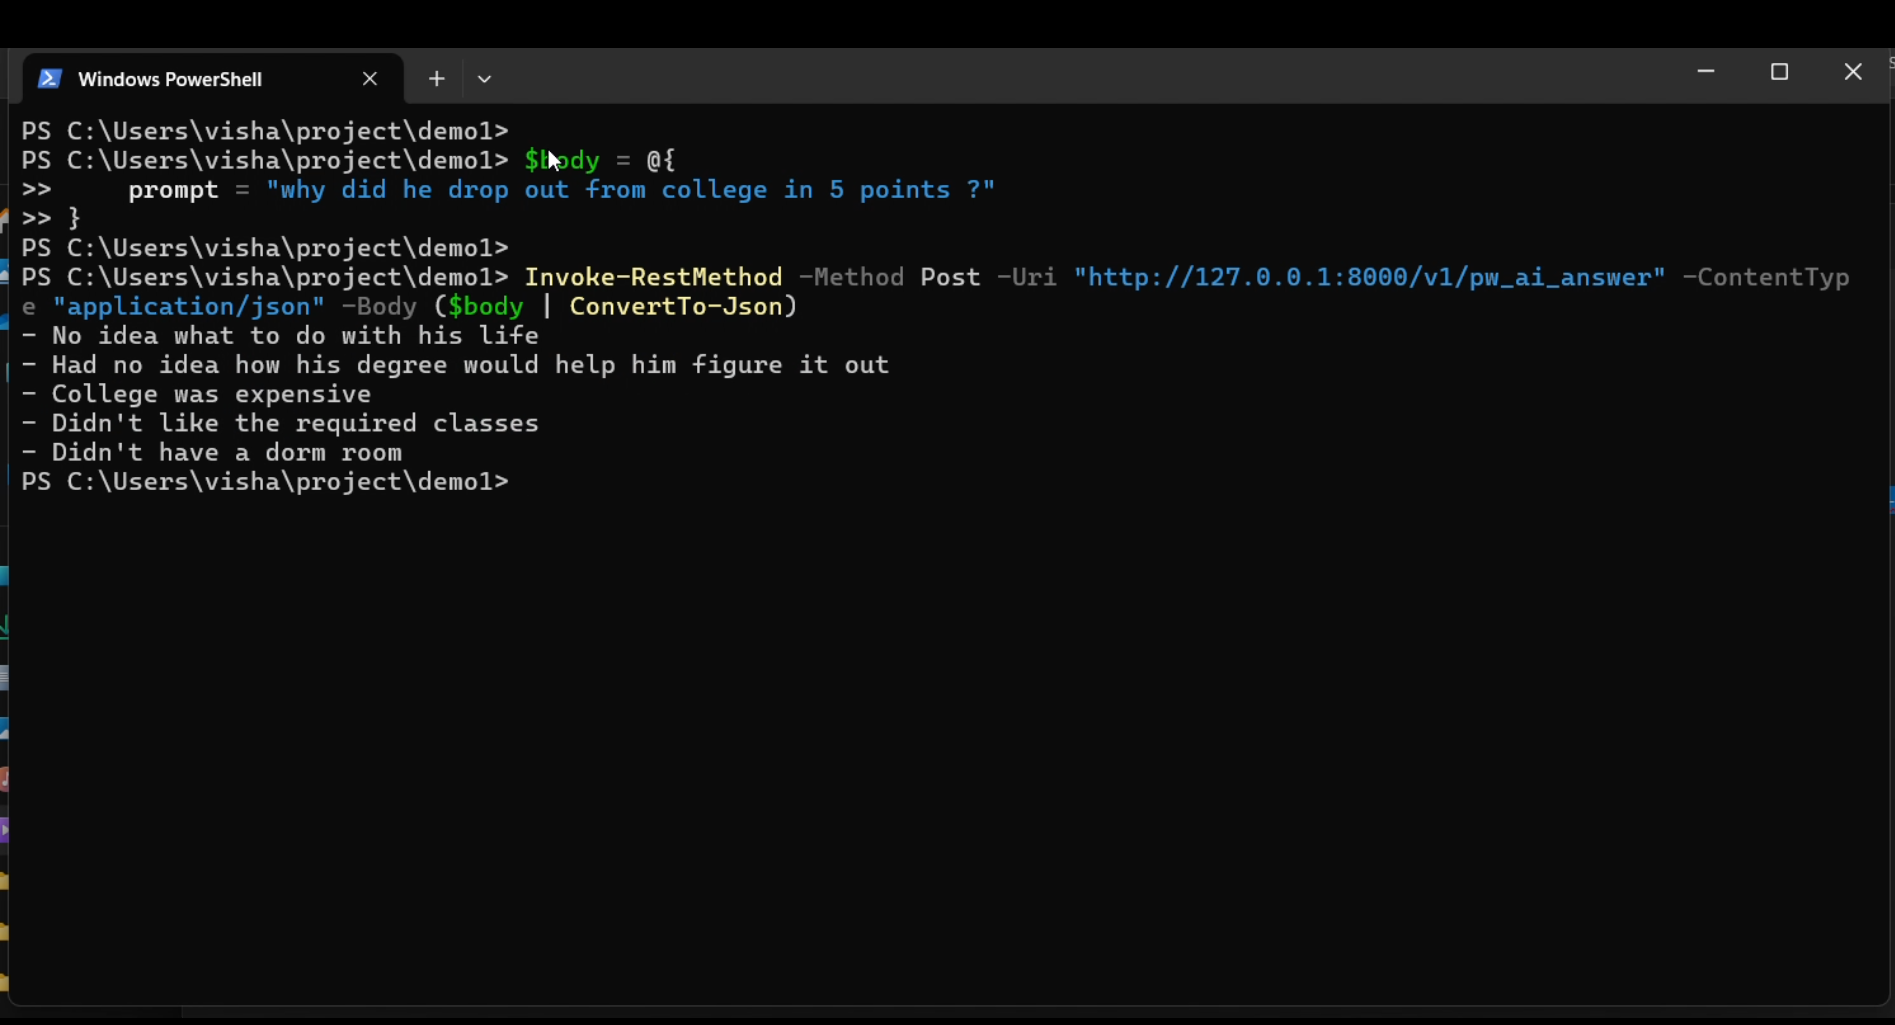 Windows PowerShell
PS C:\Users\visha\project\demo1>
PS C:\Users\visha\project\demo1> $body = @{
>>     prompt = "why did he drop out from college in 5 points ?"
>> }
PS C:\Users\visha\project\demo1>
PS C:\Users\visha\project\demo1> Invoke-RestMethod -Method Post -Uri "http://127.0.0.1:8000/v1/pw_ai_answer" -ContentTyp
e "application/json" -Body ($body | ConvertTo-Json)
- No idea what to do with his life
- Had no idea how his degree would help him figure it out
- College was expensive
- Didn't like the required classes
- Didn't have a dorm room
PS C:\Users\visha\project\demo1>